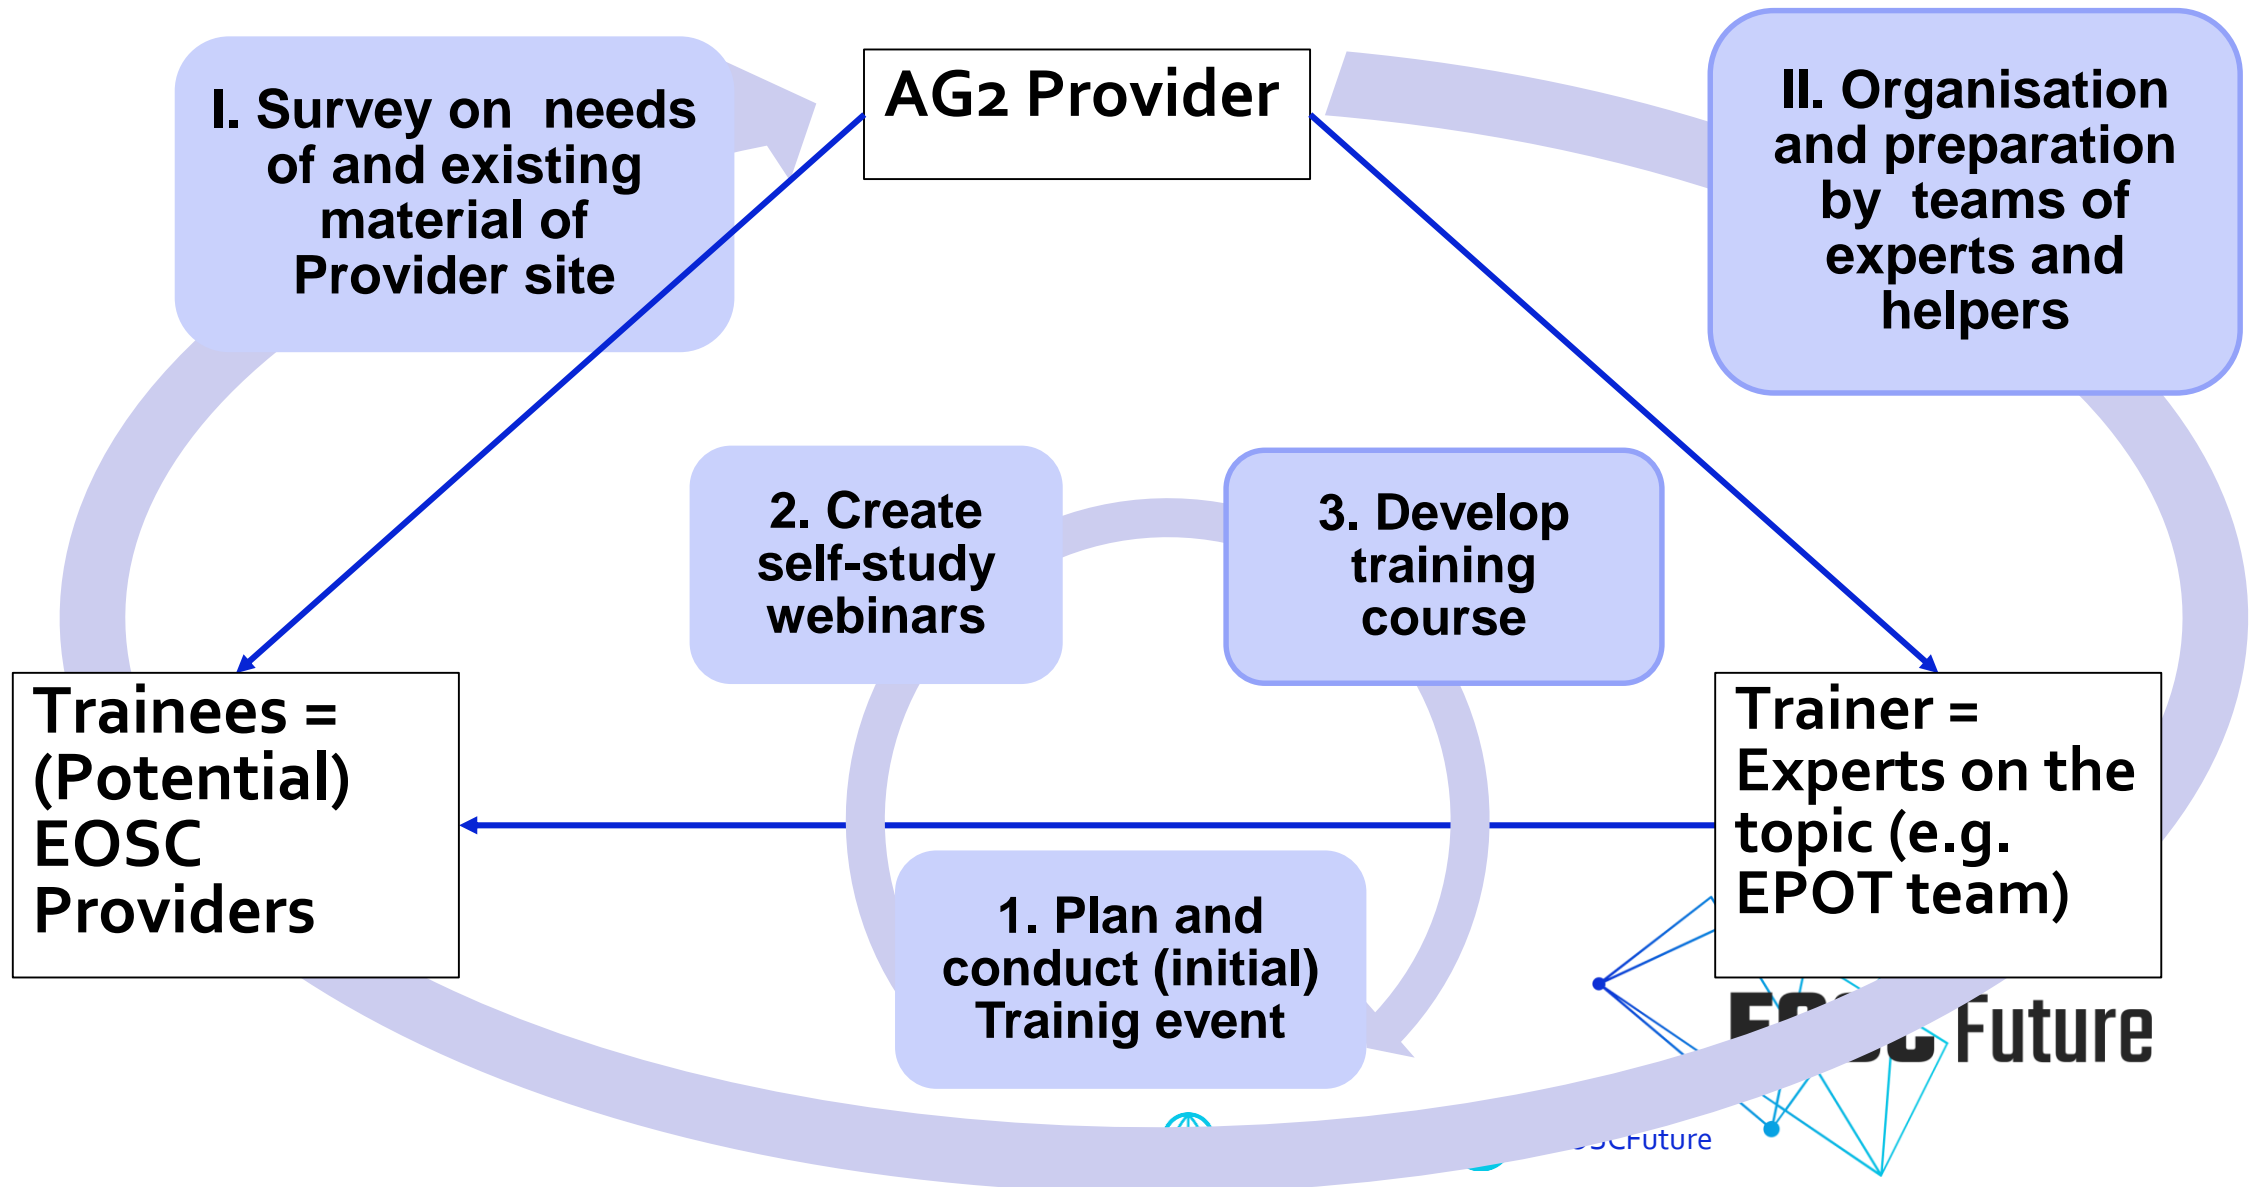 I. Survey on needs
of and existing
material of
Provider site
AG2 Provider
II. Organisation
and preparation
by teams of
experts and
helpers
2. Create
self-study
webinars
3. Develop
training
course
Trainees =
(Potential)
EOSC
Providers
Trainer =
Experts on the
topic (e.g.
EPOT team)
1. Plan and
conduct (initial)
Trainig event
Future